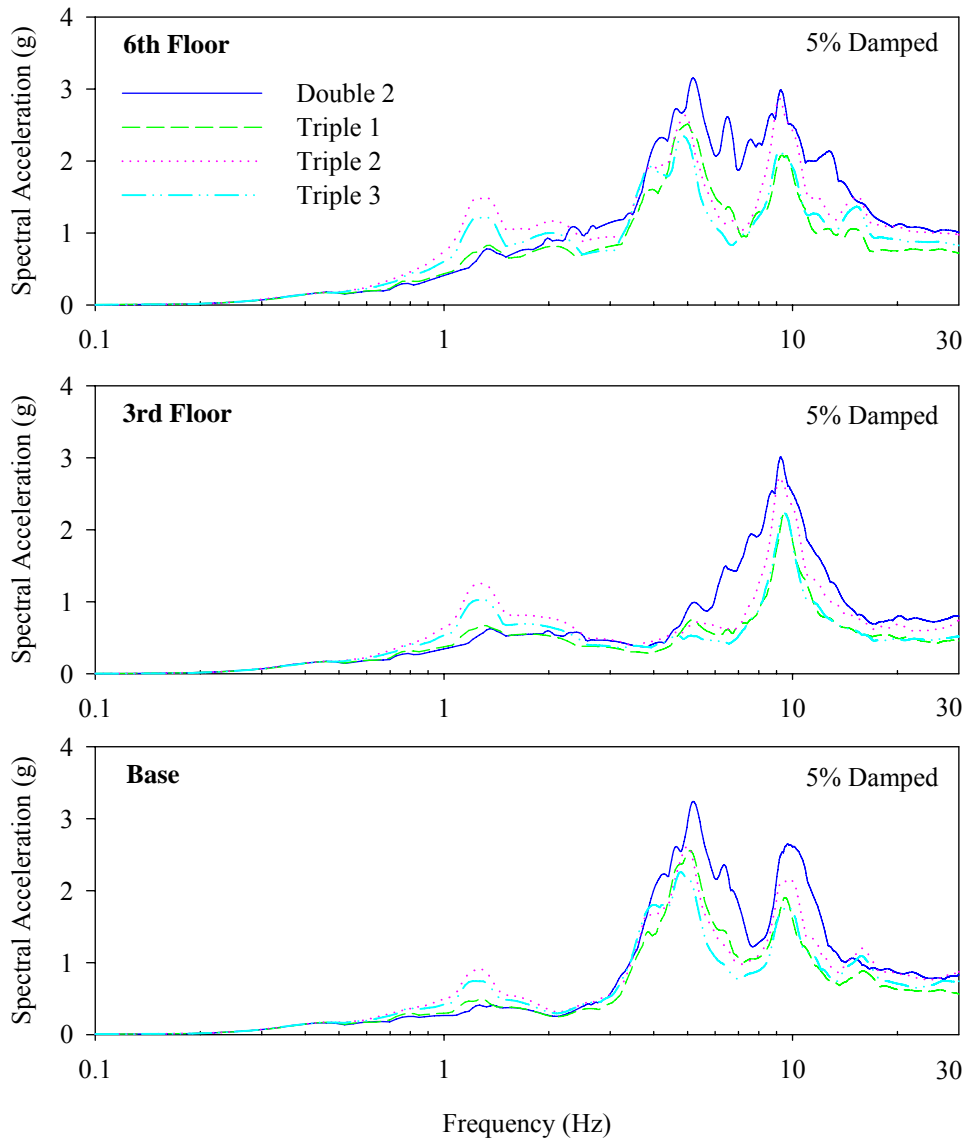 6th Floor
5% Damped
Double 2
Triple 1
Triple 2
Triple 3
Spectral Acceleration (g)
4
3
2
1
0
0.1 1 10 30
3rd Floor
5% Damped
Spectral Acceleration (g)
4
3
2
1
0
0.1 1 10 30
Base
5% Damped
Spectral Acceleration (g)
4
3
2
1
0
0.1 1 10 30
Frequency (Hz)